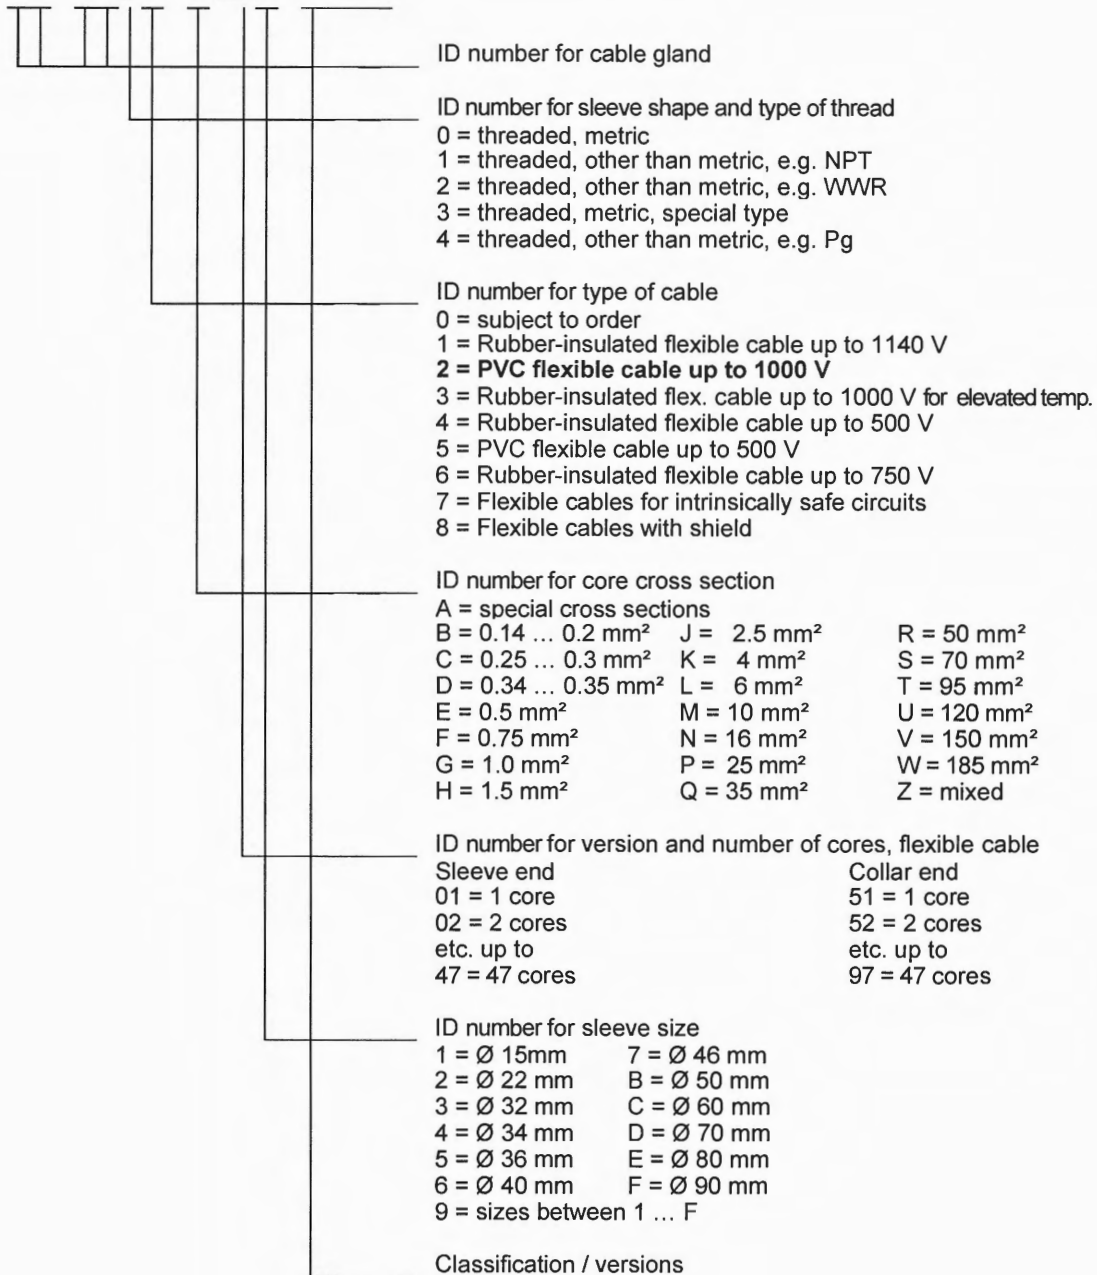 ID number for cable gland
ID number for sleeve shape and type of thread
0 = threaded, metric
1 = threaded, other than metric, e.g. NPT
2 = threaded, other than metric, e.g. WWR
3 = threaded, metric, special type
4 = threaded, other than metric, e.g. Pg
ID number for type of cable
0 = subject to order
1 = Rubber-insulated flexible cable up to 1140 V
2 = PVC flexible cable up to 1000 V
3 = Rubber-insulated flex. cable up to 1000 V for elevated temp.
4 = Rubber-insulated flexible cable up to 500 V
5 = PVC flexible cable up to 500 V
6 = Rubber-insulated flexible cable up to 750 V
7 = Flexible cables for intrinsically safe circuits
8 = Flexible cables with shield
ID number for core cross section
A = special cross sections
B = 0.14 ... 0.2 mm² J = 2.5 mm² R = 50 mm²
C = 0.25 ... 0.3 mm² K = 4 mm² S = 70 mm²
D = 0.34 ... 0.35 mm² L = 6 mm² T = 95 mm²
E = 0.5 mm² M = 10 mm² U = 120 mm²
F = 0.75 mm² N = 16 mm² V = 150 mm²
G = 1.0 mm² P = 25 mm² W = 185 mm²
H = 1.5 mm² Q = 35 mm² Z = mixed
ID number for version and number of cores, flexible cable
Sleeve end Collar end
01 = 1 core 51 = 1 core
02 = 2 cores 52 = 2 cores
etc. up to etc. up to
47 = 47 cores 97 = 47 cores
ID number for sleeve size
1 = Ø 15mm 7 = Ø 46 mm
2 = Ø 22 mm B = Ø 50 mm
3 = Ø 32 mm C = Ø 60 mm
4 = Ø 34 mm D = Ø 70 mm
5 = Ø 36 mm E = Ø 80 mm
6 = Ø 40 mm F = Ø 90 mm
9 = sizes between 1 ... F
Classification / versions